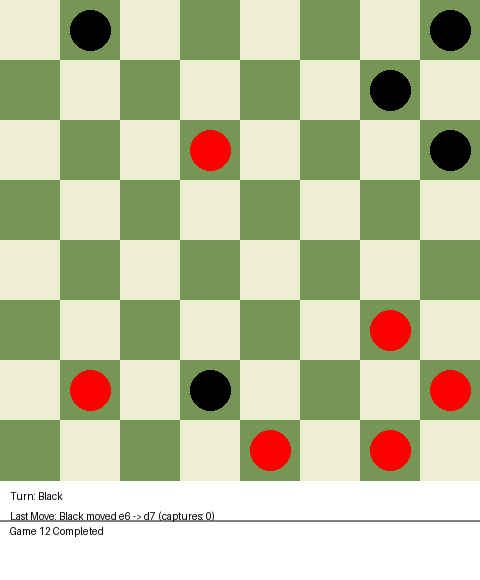 Turn: Black
Last Move: Black moved e6 -> d7 (captures: 0)
Game 12 Completed